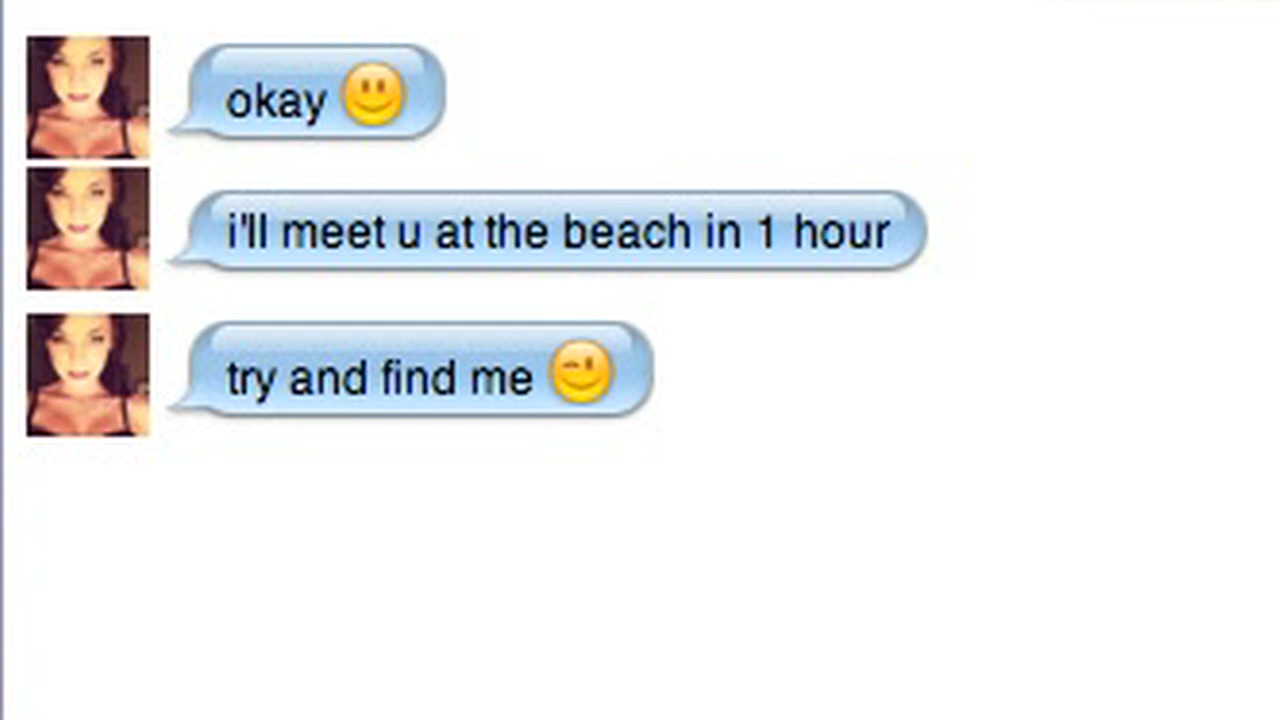 okay 🙂
i'll meet u at the beach in 1 hour
try and find me 😉